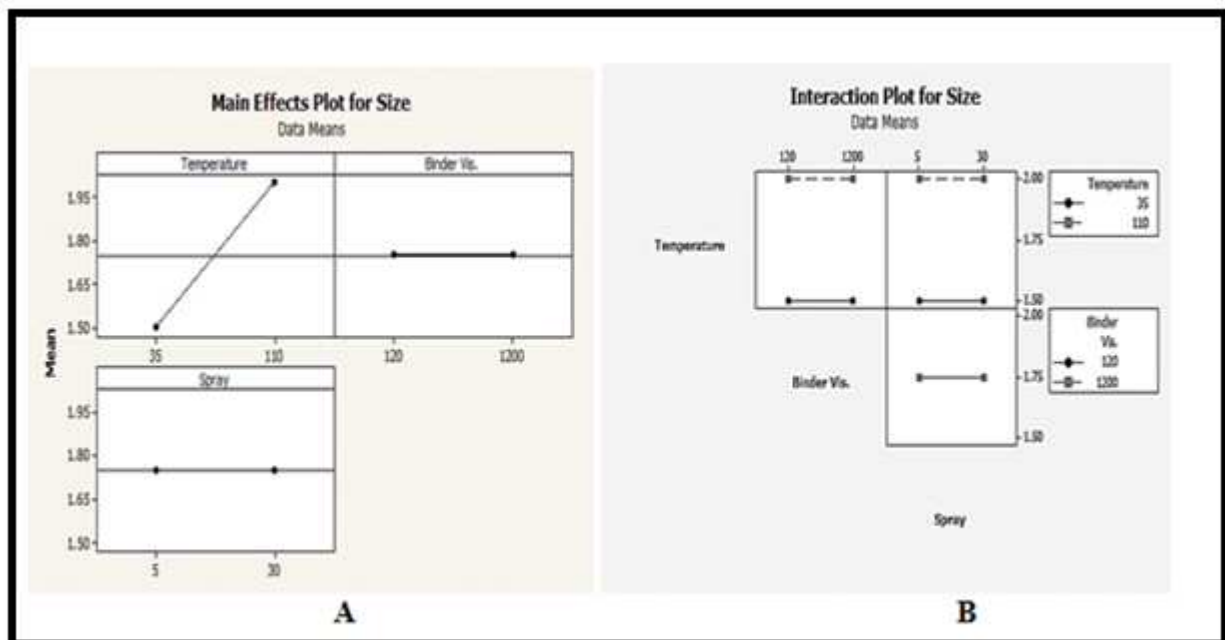 Main Effects Plot for Size
Data Means
Temperature Binder Vis.
1.95
1.80
1.65
1.50
35 110 120 1200
Mean
Spray
1.95
1.80
1.65
1.50
5 30
A
Interaction Plot for Size
Data Means
120 1200 5 30
Temperature
2.00
1.75
1.50
Temperature
35
110
Binder Vis.
2.00
1.75
1.50
Binder
Vis.
120
1200
Spray
B